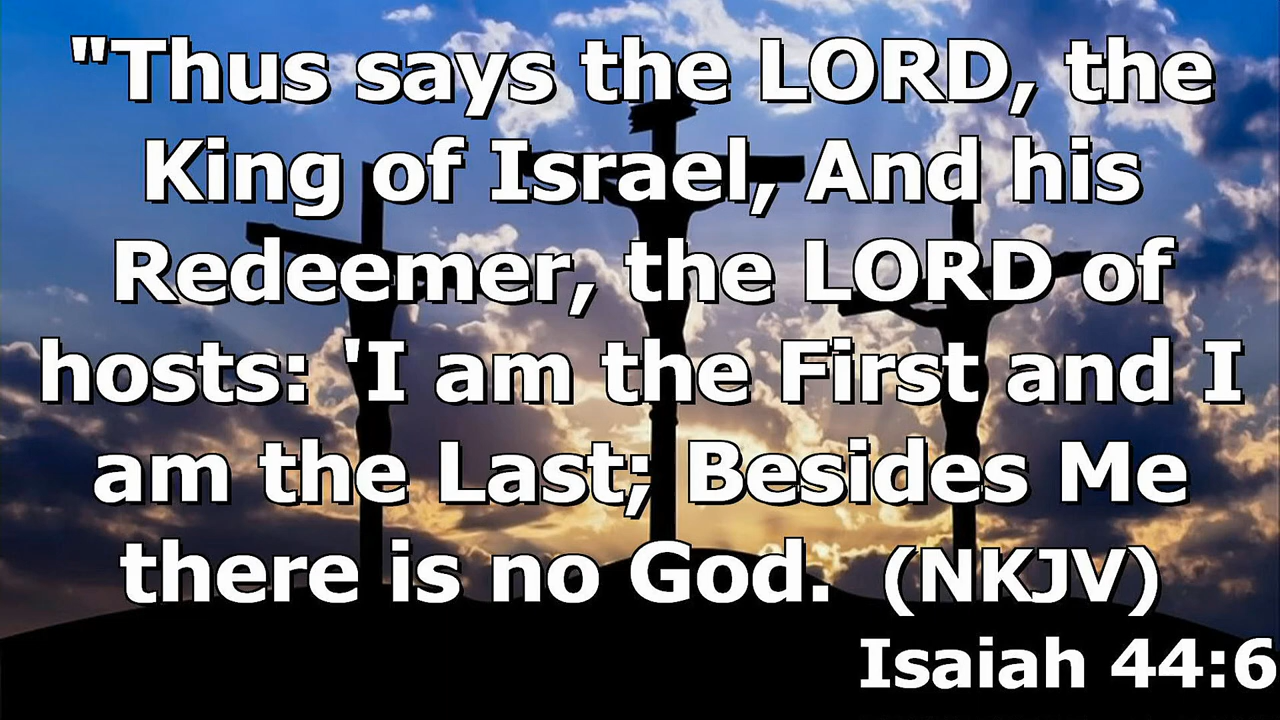 "Thus says the LORD, the
King of Israel, And his
Redeemer, the LORD of
hosts: 'I am the First and I
am the Last; Besides Me
there is no God. (NKJV)
Isaiah 44:6